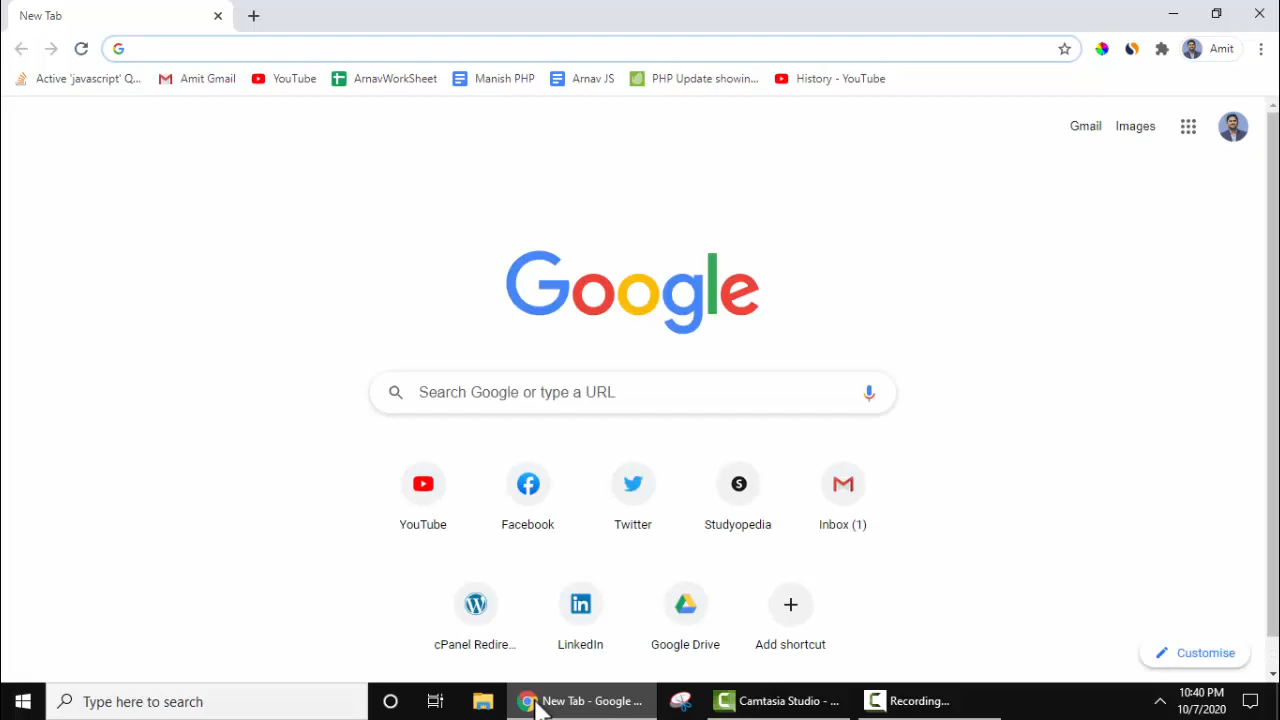 New Tab
Amit
Active 'javascript' Q...
Amit Gmail
YouTube
ArnavWorkSheet
Manish PHP
Arnav JS
PHP Update showin...
History - YouTube
Gmail
Images
Google
Search Google or type a URL
YouTube
Facebook
Twitter
Studyopedia
Inbox (1)
cPanel Redire...
LinkedIn
Google Drive
Add shortcut
Customise
Type here to search
New Tab - Google ...
Camtasia Studio - ...
Recording...
10:40 PM
10/7/2020